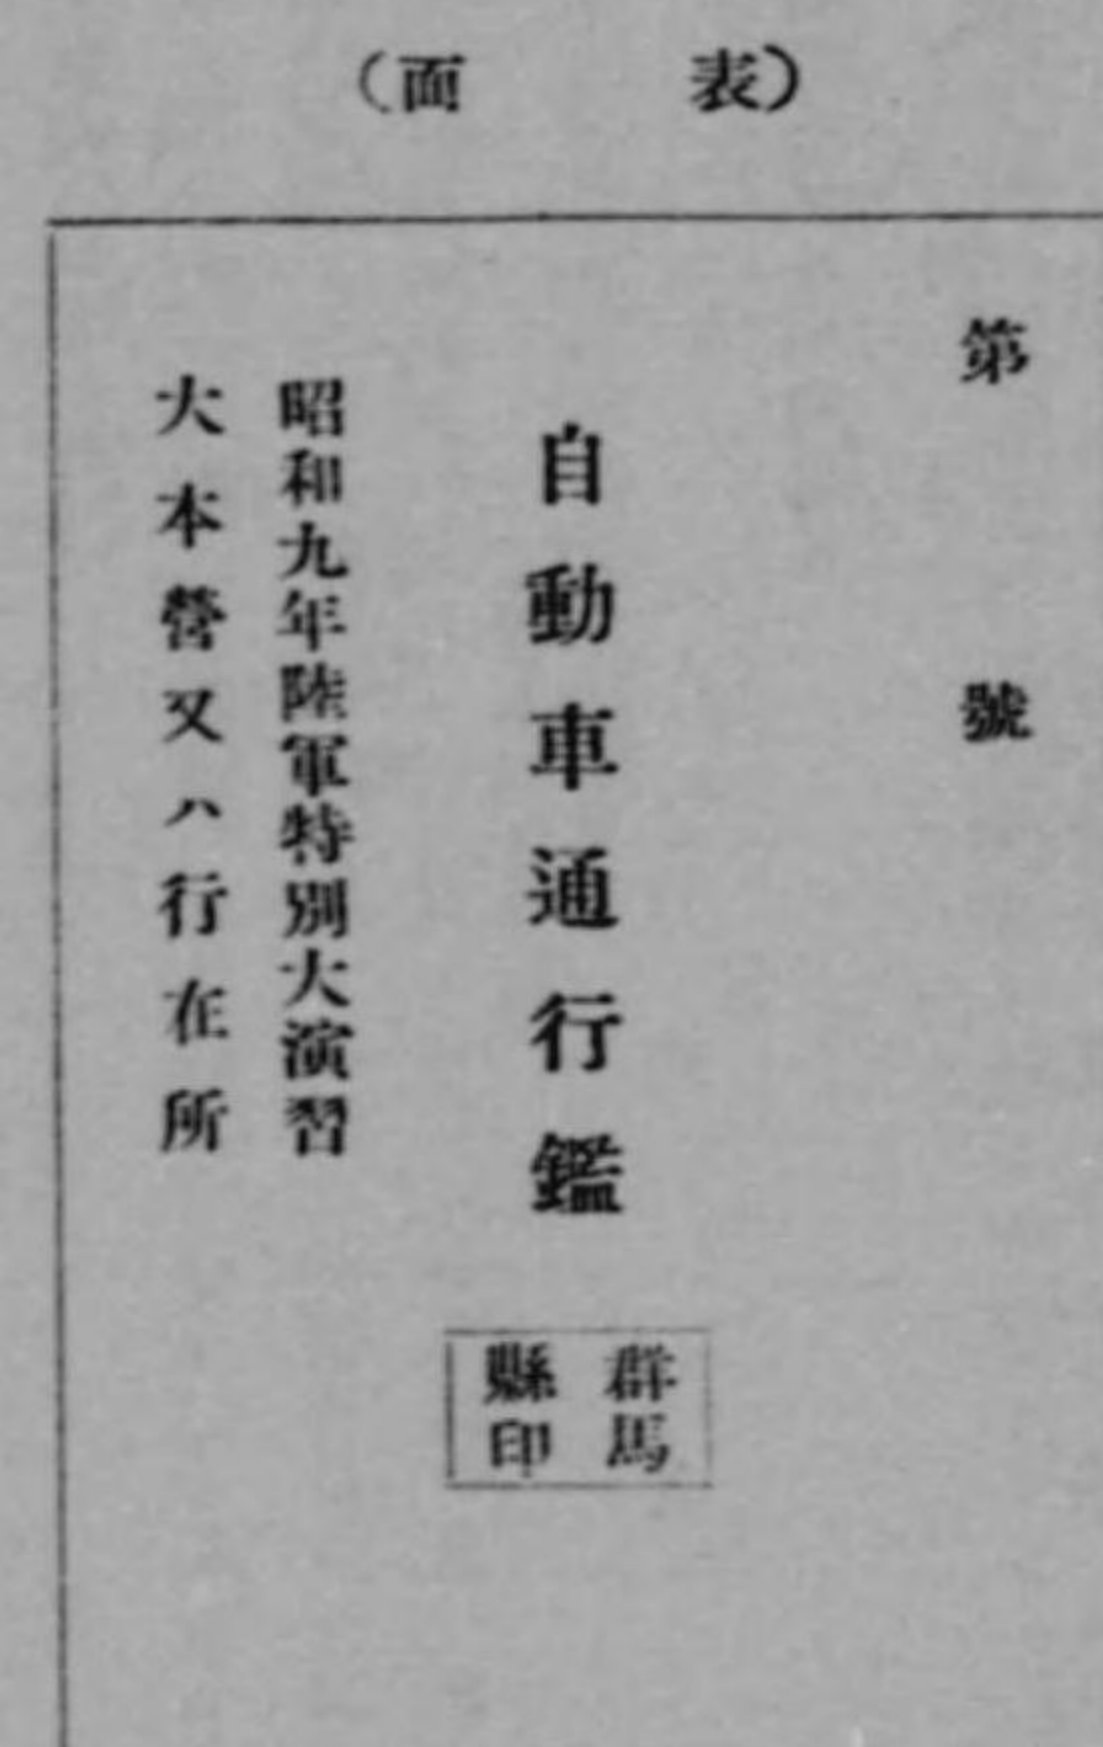 （表面）
第號
自動車通行鑑
群馬
縣印
昭和九年陸軍特別大演習
大本營又ハ行在所